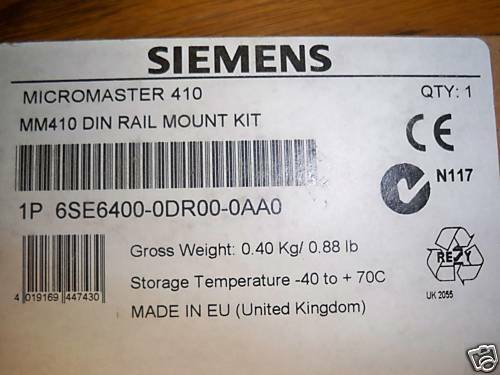 SIEMENS
MICROMASTER 410
QTY: 1
MM410 DIN RAIL MOUNT KIT
CE
N117
1P 6SE6400-0DR00-0AA0
Gross Weight: 0.40 Kg/ 0.88 lb
Storage Temperature -40 to + 70C
MADE IN EU (United Kingdom)
4 019169 447430
REZY
UK 2055